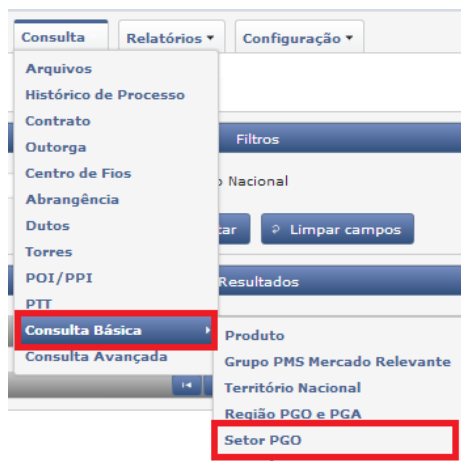 Consulta Relatórios Configuração
Arquivos
Histórico de Processo
Contrato
Outorga
Filtros
Centro de Fios
Nacional
Abrangência
Dutos
Limpar campos
Torres
POI/PPI
Resultados
PTT
Consulta Básica
Produto
Consulta Avançada
Grupo PMS Mercado Relevante
Território Nacional
Região PGO e PGA
Setor PGO